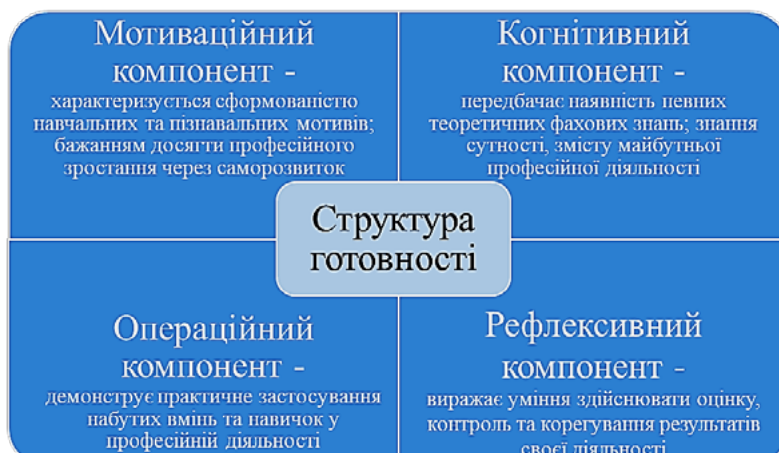 Мотиваційний
компонент -
характеризується сформованістю
навчальних та пізнавальних мотивів;
бажанням досягти професійного
зростання через саморозвиток
Когнітивний
компонент -
передбачає наявність певних
теоретичних фахових знань; знання
сутності, змісту майбутньої
професійної діяльності
Структура
готовності
Операційний
компонент -
демонструє практичне застосування
набутих вмінь та навичок у
професійній діяльності
Рефлексивний
компонент -
виражає уміння здійснювати оцінку,
контроль та корегування результатів
своєї діяльності